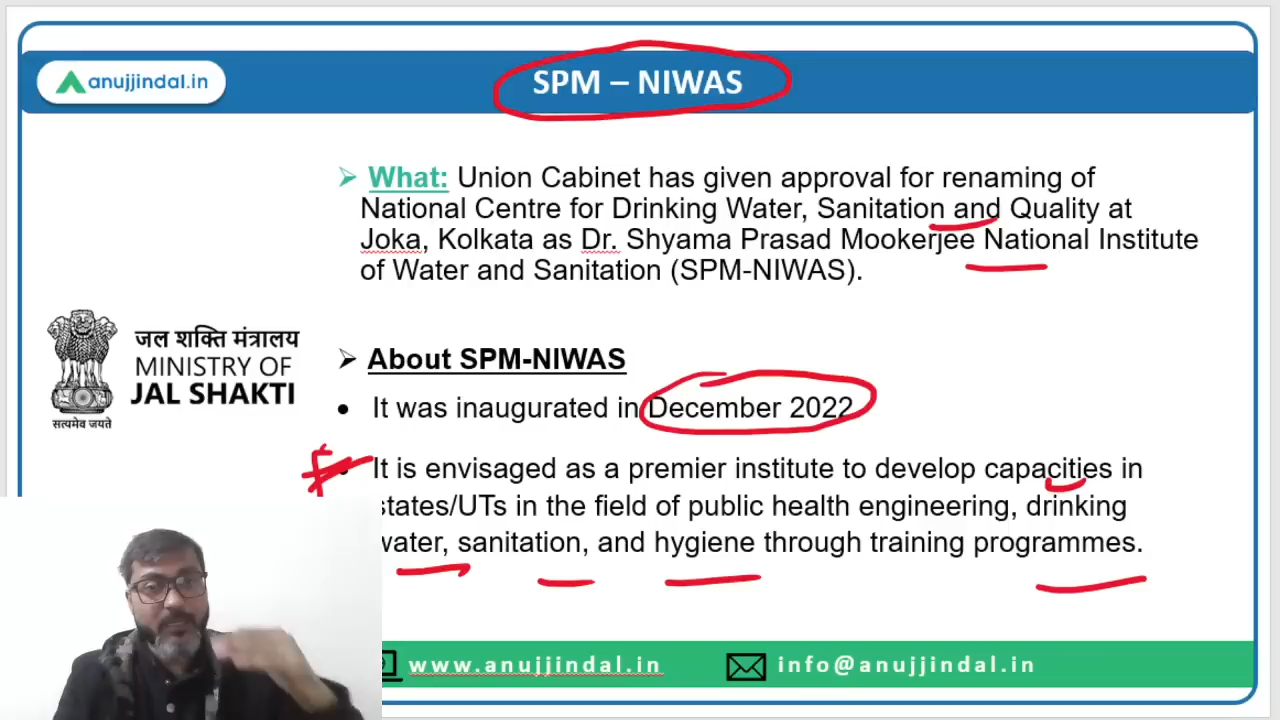 anujjindal.in
SPM – NIWAS
➢ What: Union Cabinet has given approval for renaming of
National Centre for Drinking Water, Sanitation and Quality at
Joka, Kolkata as Dr. Shyama Prasad Mookerjee National Institute
of Water and Sanitation (SPM-NIWAS).
जल शक्ति मंत्रालय
MINISTRY OF
JAL SHAKTI
सत्यमेव जयते
➢ About SPM-NIWAS
• It was inaugurated in December 2022
• It is envisaged as a premier institute to develop capacities in
states/UTs in the field of public health engineering, drinking
water, sanitation, and hygiene through training programmes.
www.anujjindal.in
info@anujjindal.in